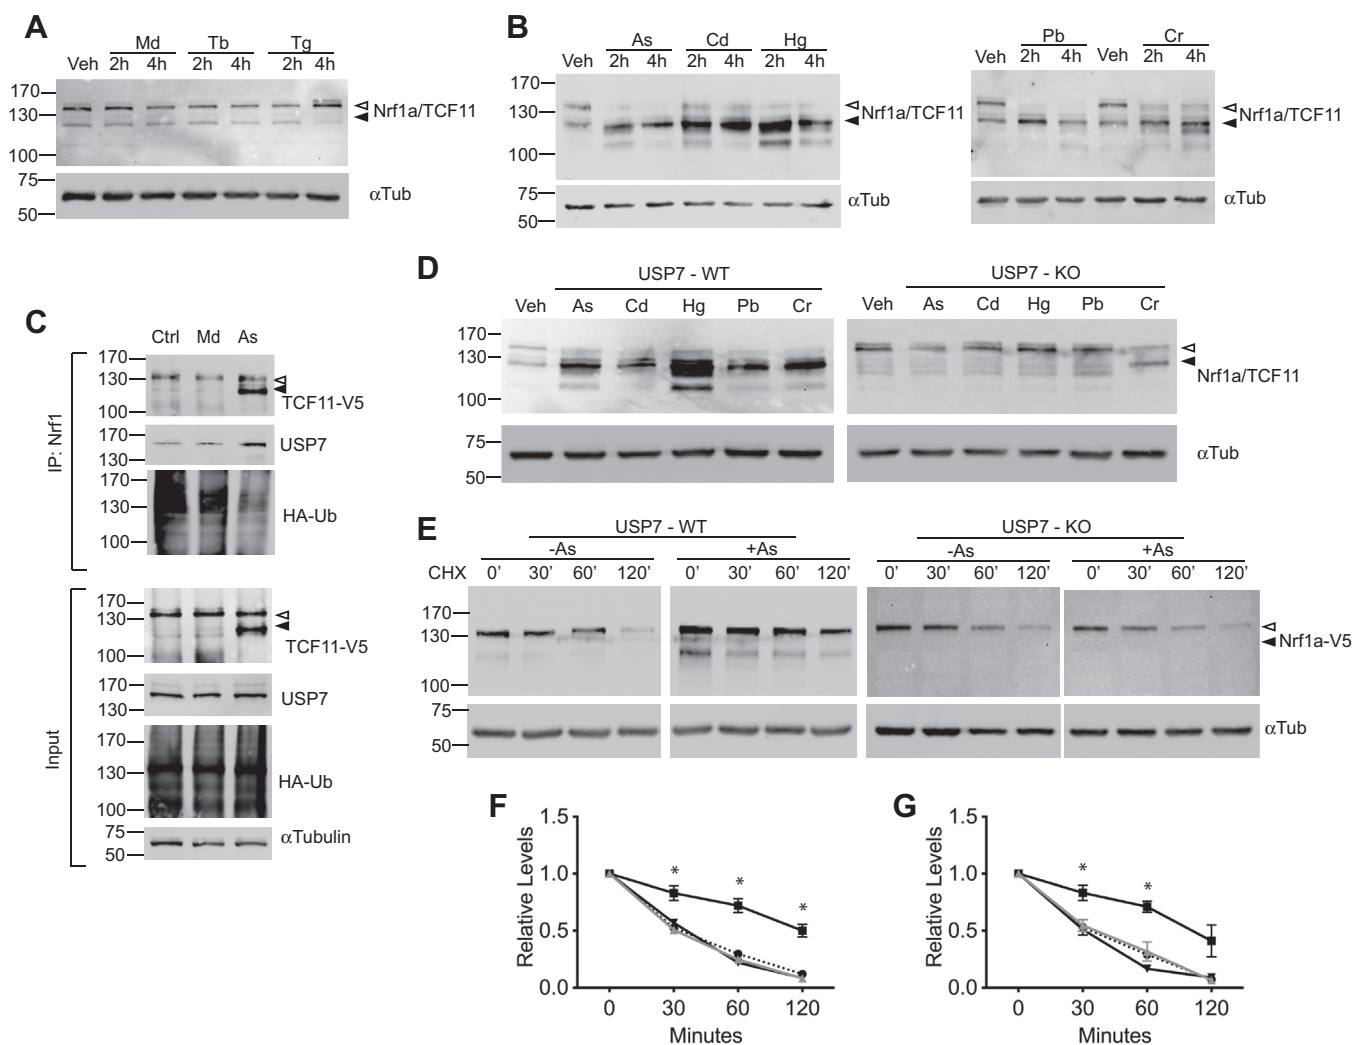 A
Md Tb Tg
Veh 2h 4h 2h 4h 2h 4h
170
130
100
Nrf1a/TCF11
75
50
αTub
B
As Cd Hg
Veh 2h 4h 2h 4h 2h 4h
170
130
100
Nrf1a/TCF11
75
50
αTub
Pb Cr
Veh 2h 4h Veh 2h 4h
Nrf1a/TCF11
αTub
C
Ctrl Md As
IP: Nrf1
170
130
100
TCF11-V5
170
130
USP7
170
130
100
HA-Ub
Input
170
130
100
TCF11-V5
170
130
USP7
170
130
100
HA-Ub
75
50
αTubulin
D
USP7 - WT
Veh As Cd Hg Pb Cr
170
130
100
75
50
USP7 - KO
Veh As Cd Hg Pb Cr
Nrf1a/TCF11
αTub
E
USP7 - WT USP7 - KO
-As +As -As +As
CHX 0' 30' 60' 120' 0' 30' 60' 120' 0' 30' 60' 120' 0' 30' 60' 120'
170
130
100
Nrf1a-V5
75
50
αTub
F
Relative Levels
1.5
1.0
0.5
0.0
* * *
0 30 60 120
Minutes
G
Relative Levels
1.5
1.0
0.5
0.0
* *
0 30 60 120
Minutes